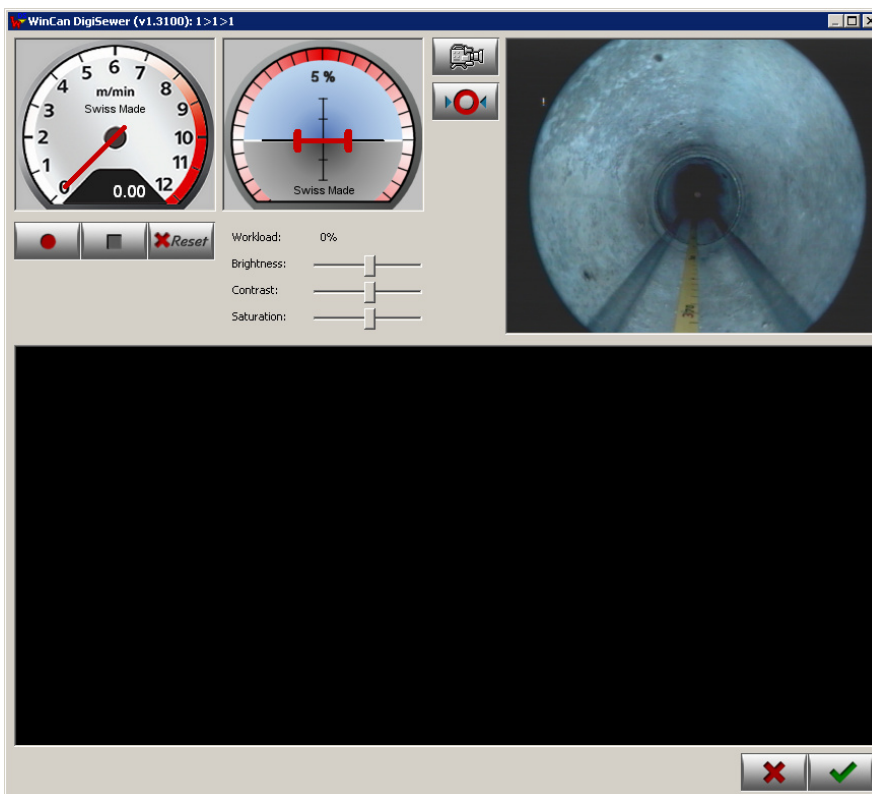 WinCan DigiSewer (v1.3100): 1>1>1
0 1 2 3 4 5 6 7 8 9 10 11 12
m/min
Swiss Made
0.00
5 %
Swiss Made
Reset
Workload: 0%
Brightness:
Contrast:
Saturation: